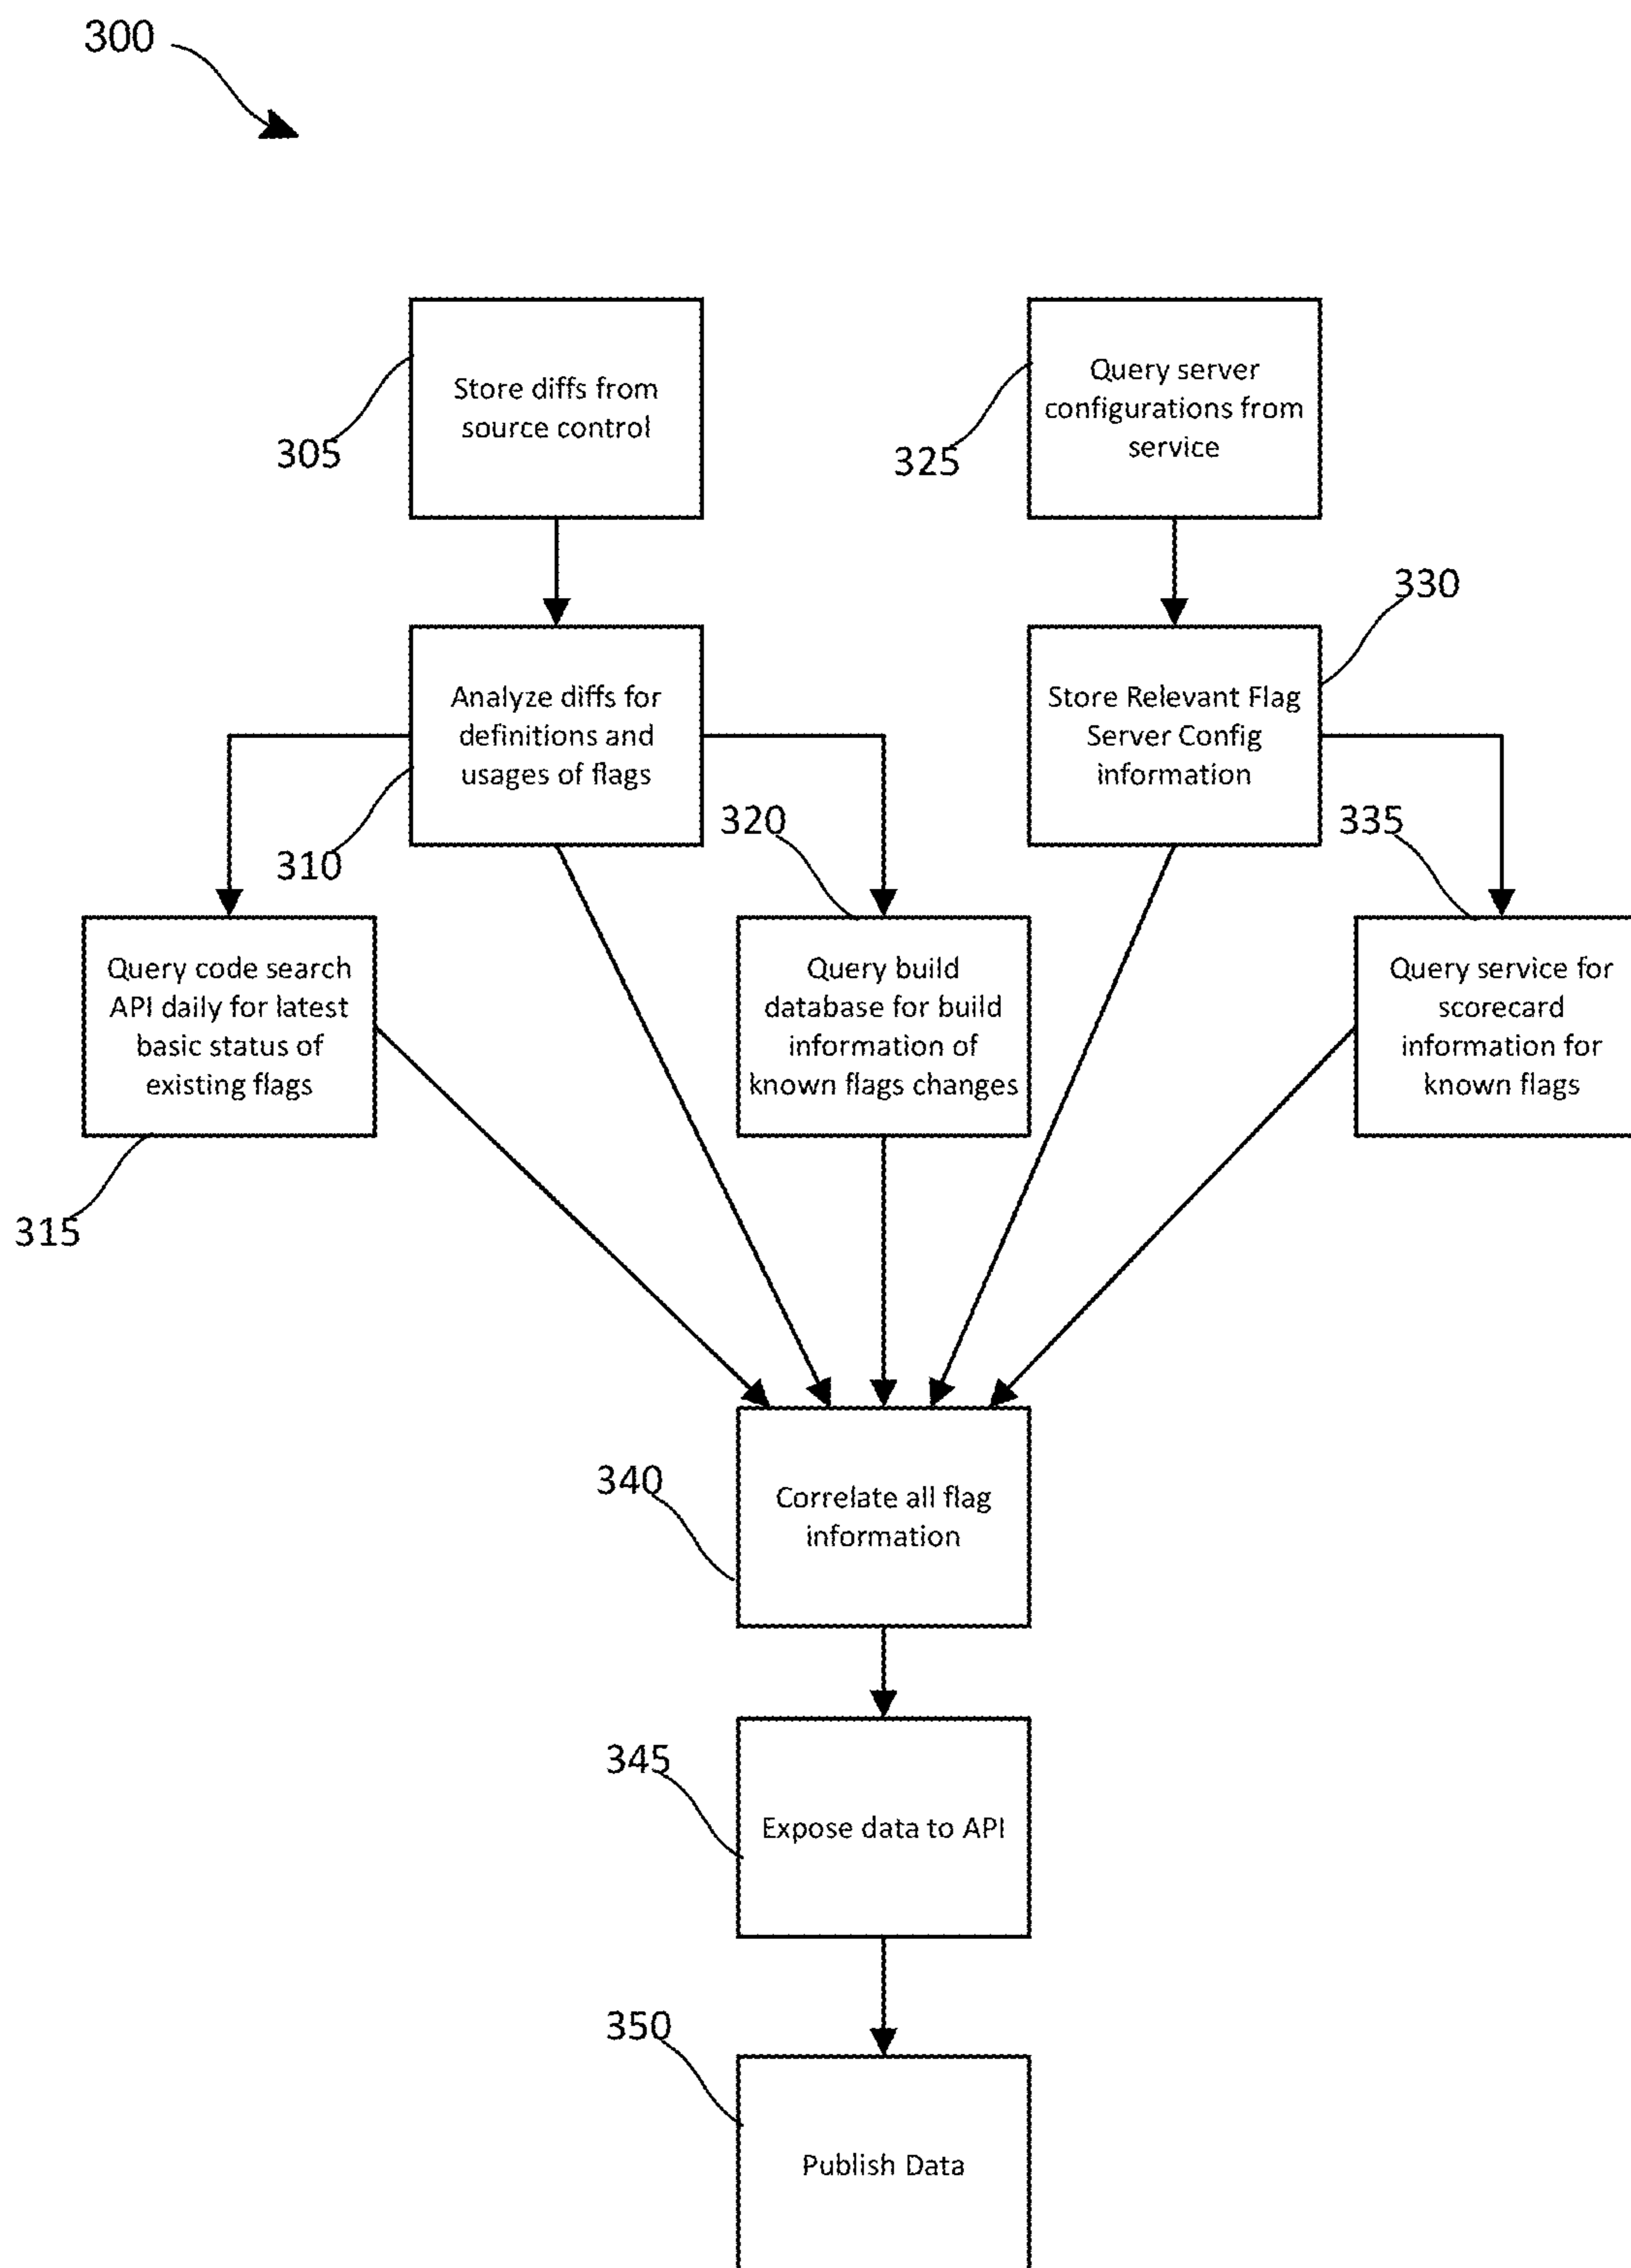 300
Store diffs from
source control
305
Query server
configurations from
service
325
330
Analyze diffs for
definitions and
usages of flags
310
Store Relevant Flag
Server Config
information
320
335
Query code search
API daily for latest
basic status of
existing flags
315
Query build
database for build
information of
known flags changes
Query service for
scorecard
information for
known flags
340
Correlate all flag
information
345
Expose data to API
350
Publish Data